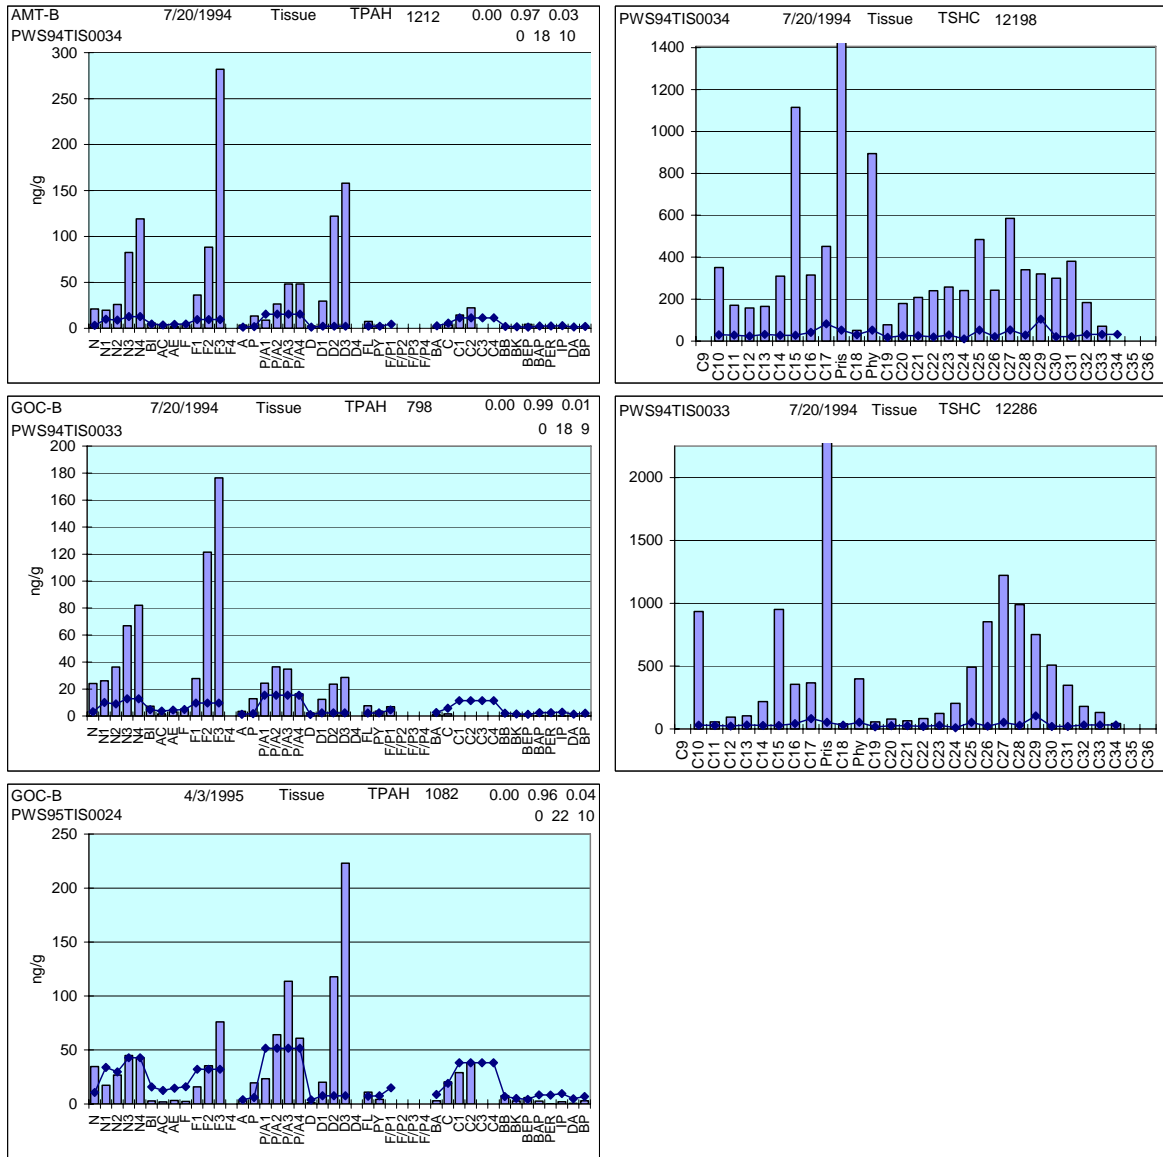 AMT-B 7/20/1994 Tissue TPAH 1212 0.00 0.97 0.03
PWS94TIS0034 0 18 10
300
250
200
150
100
50
0
ng/g
N N1 N2 N3 N4 BI AC AE F F1 F2 F3 F4 A P P/A1 P/A2 P/A3 P/A4 D D1 D2 D3 D4 FL PY F/P1 F/P2 F/P3 F/P4 BA C C1 C2 C3 C4 BB BK BEP BAP PER IP DA BP
PWS94TIS0034 7/20/1994 Tissue TSHC 12198
1400
1200
1000
800
600
400
200
0
C9 C10 C11 C12 C13 C14 C15 C16 C17 Pris C18 Phy C19 C20 C21 C22 C23 C24 C25 C26 C27 C28 C29 C30 C31 C32 C33 C34 C35 C36
GOC-B 7/20/1994 Tissue TPAH 798 0.00 0.99 0.01
PWS94TIS0033 0 18 9
200
180
160
140
120
100
80
60
40
20
0
ng/g
N N1 N2 N3 N4 BI AC AE F F1 F2 F3 F4 A P P/A1 P/A2 P/A3 P/A4 D D1 D2 D3 D4 FL PY F/P1 F/P2 F/P3 F/P4 BA C C1 C2 C3 C4 BB BK BEP BAP PER IP DA BP
PWS94TIS0033 7/20/1994 Tissue TSHC 12286
2000
1500
1000
500
0
C9 C10 C11 C12 C13 C14 C15 C16 C17 Pris C18 Phy C19 C20 C21 C22 C23 C24 C25 C26 C27 C28 C29 C30 C31 C32 C33 C34 C35 C36
GOC-B 4/3/1995 Tissue TPAH 1082 0.00 0.96 0.04
PWS95TIS0024 0 22 10
250
200
150
100
50
0
ng/g
N N1 N2 N3 N4 BI AC AE F F1 F2 F3 F4 A P P/A1 P/A2 P/A3 P/A4 D D1 D2 D3 D4 FL PY F/P1 F/P2 F/P3 F/P4 BA C C1 C2 C3 C4 BB BK BEP BAP PER IP DA BP